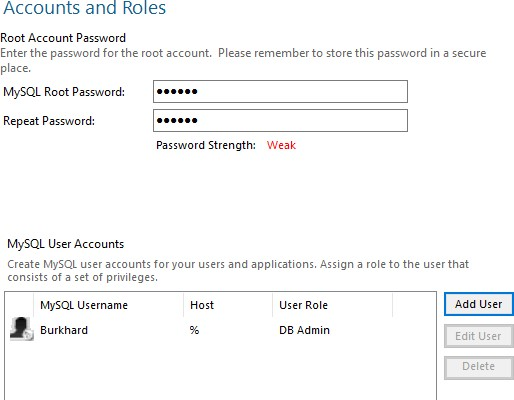 Accounts and Roles
Root Account Password
Enter the password for the root account.  Please remember to store this password in a secure
place.
MySQL Root Password: ●●●●●●
Repeat Password: ●●●●●●
Password Strength: Weak
MySQL User Accounts
Create MySQL user accounts for your users and applications. Assign a role to the user that
consists of a set of privileges.
MySQL Username Host User Role
Add User
Burkhard % DB Admin
Edit User
Delete